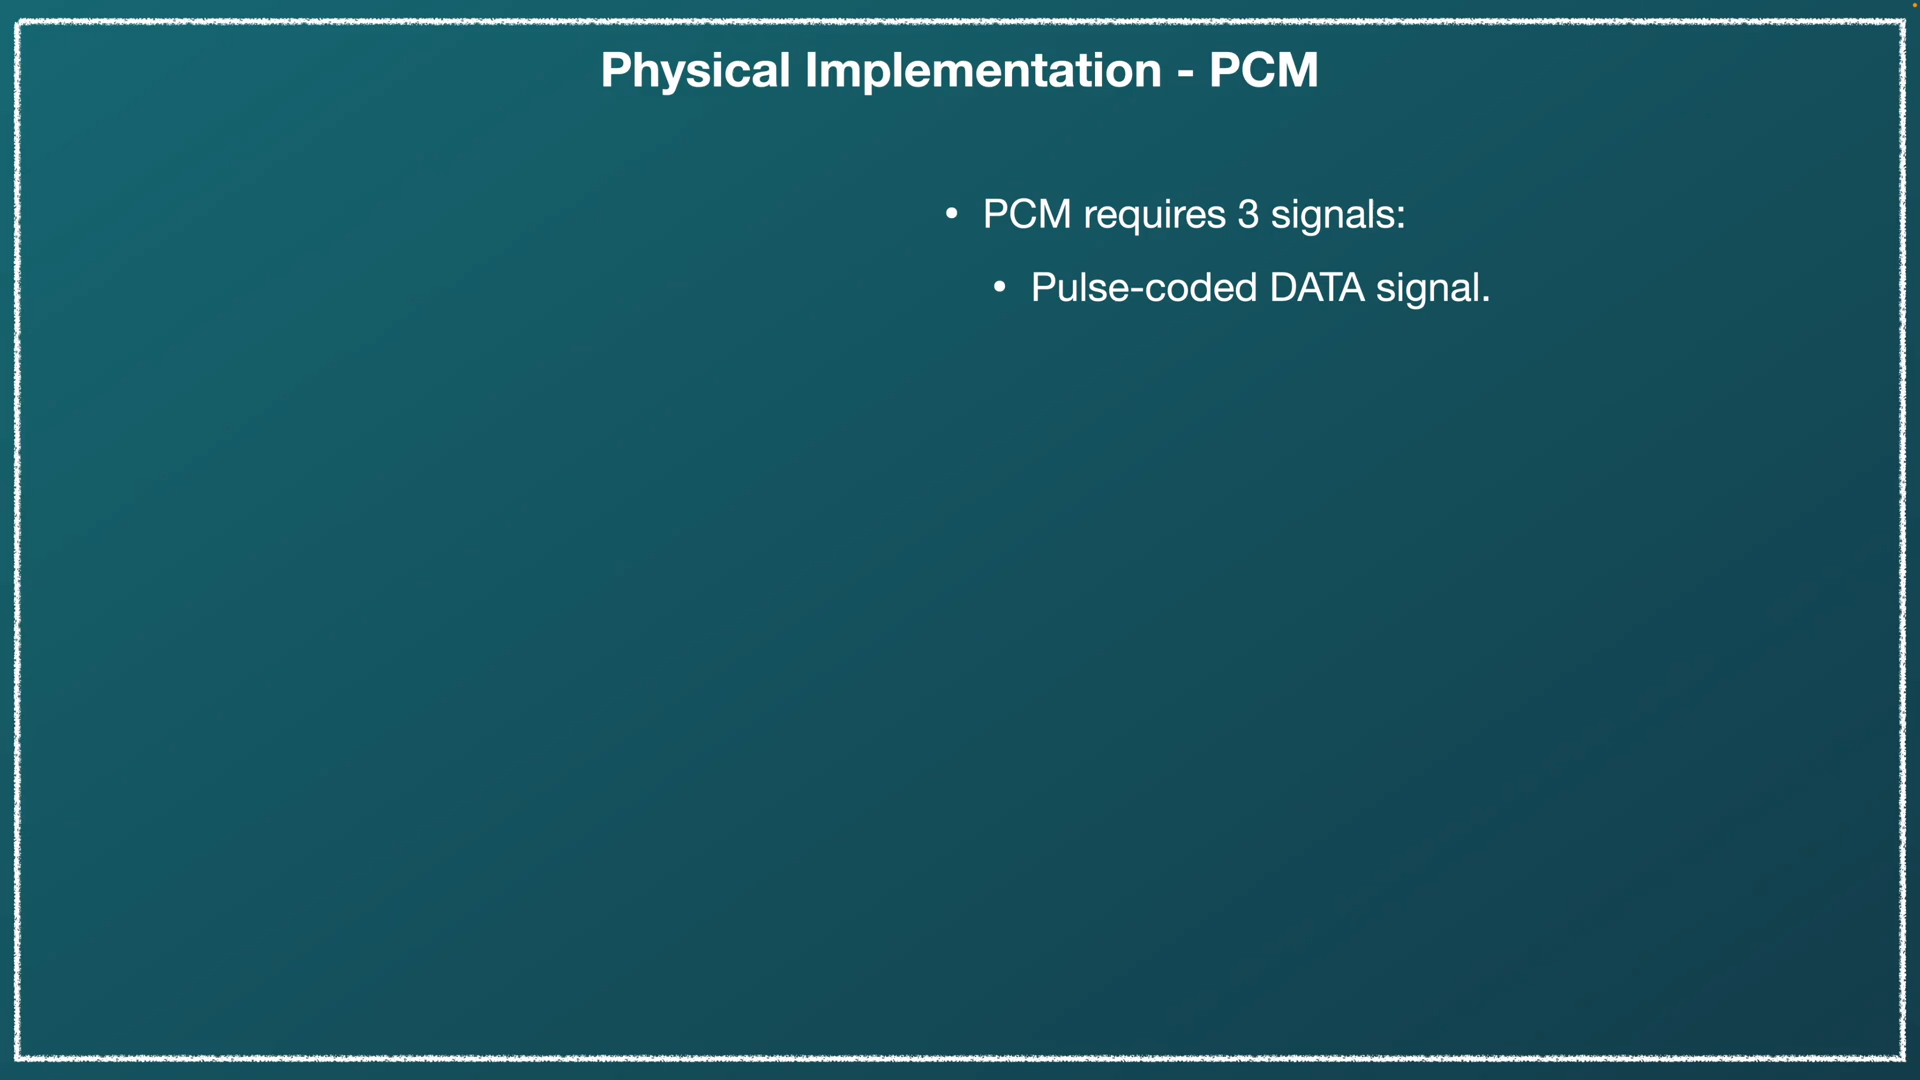 Physical Implementation - PCM
• PCM requires 3 signals:
• Pulse-coded DATA signal.